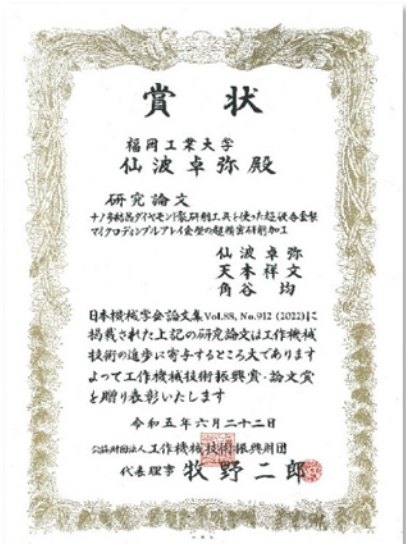 賞状
福岡工業大学
仙波卓弥殿
研究論文
ナノ多結晶ダイヤモンド製研削工具を使った超硬合金製
マイクロディンプルアレイ金型の超精密研削加工
仙波卓弥
天本祥文
角谷均
日本機械学会論文集Vol.88, No.912 (2022)に
掲載された上記の研究論文は工作機械
技術の進歩に寄与するところ大であります
よって工作機械技術振興賞・論文賞
を贈り表彰いたします
令和五年六月二十二日
公益財団法人工作機械技術振興財団
代表理事 牧野二郎